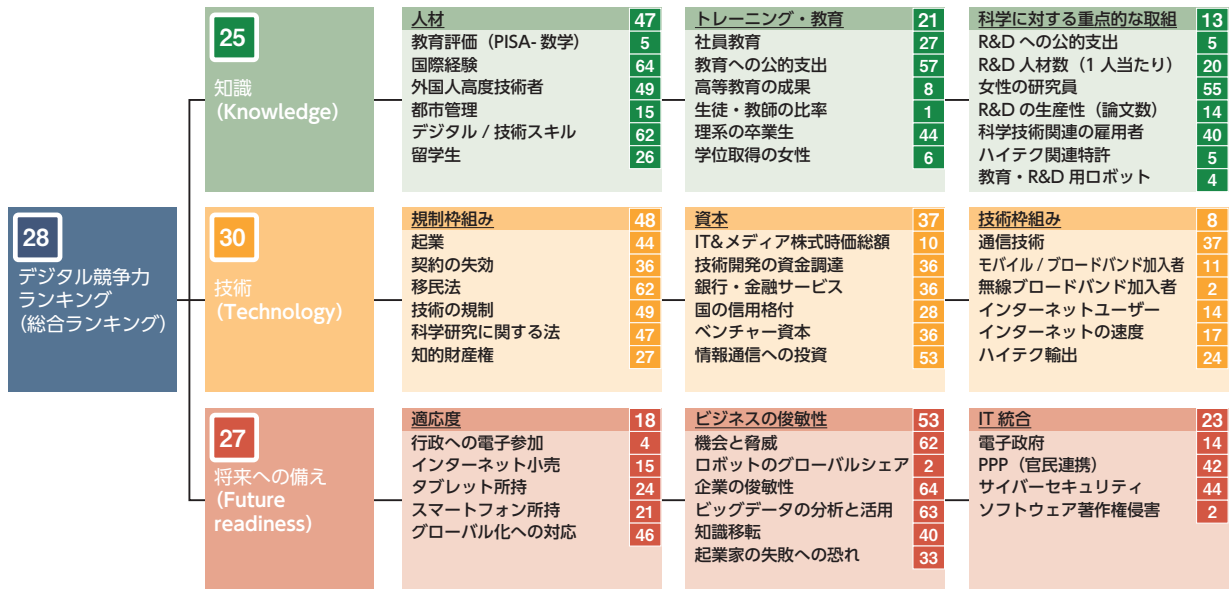 28
デジタル競争力
ランキング
（総合ランキング）
25
知識
(Knowledge)
人材 47
教育評価（PISA- 数学） 5
国際経験 64
外国人高度技術者 49
都市管理 15
デジタル / 技術スキル 62
留学生 26
トレーニング・教育 21
社員教育 27
教育への公的支出 57
高等教育の成果 8
生徒・教師の比率 1
理系の卒業生 44
学位取得の女性 6
科学に対する重点的な取組 13
R&D への公的支出 5
R&D 人材数（1 人当たり） 20
女性の研究員 55
R&D の生産性（論文数） 14
科学技術関連の雇用者 40
ハイテク関連特許 5
教育・R&D 用ロボット 4
30
技術
(Technology)
規制枠組み 48
起業 44
契約の失効 36
移民法 62
技術の規制 49
科学研究に関する法 47
知的財産権 27
資本 37
IT&メディア株式時価総額 10
技術開発の資金調達 36
銀行・金融サービス 36
国の信用格付 28
ベンチャー資本 36
情報通信への投資 53
技術枠組み 8
通信技術 37
モバイル / ブロードバンド加入者 11
無線ブロードバンド加入者 2
インターネットユーザー 14
インターネットの速度 17
ハイテク輸出 24
27
将来への備え
(Future
readiness)
適応度 18
行政への電子参加 4
インターネット小売 15
タブレット所持 24
スマートフォン所持 21
グローバル化への対応 46
ビジネスの俊敏性 53
機会と脅威 62
ロボットのグローバルシェア 2
企業の俊敏性 64
ビッグデータの分析と活用 63
知識移転 40
起業家の失敗への恐れ 33
IT 統合 23
電子政府 14
PPP（官民連携） 42
サイバーセキュリティ 44
ソフトウェア著作権侵害 2